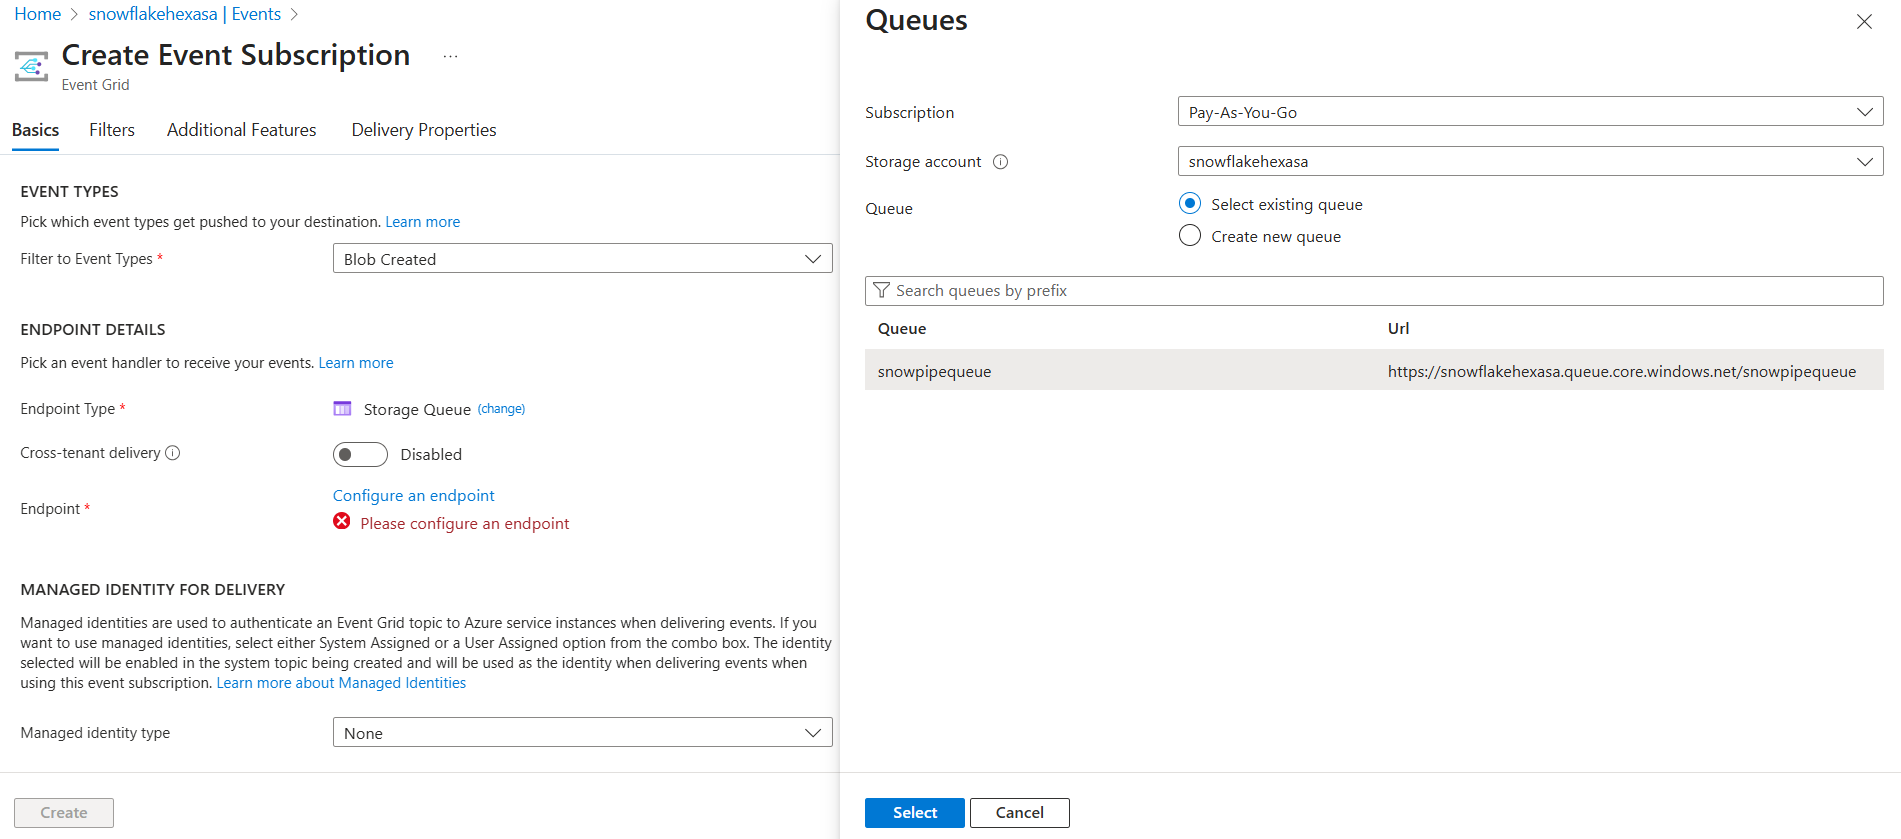 Home > snowflakehexasa | Events >
Create Event Subscription ...
Event Grid
Basics Filters Additional Features Delivery Properties
EVENT TYPES
Pick which event types get pushed to your destination. Learn more
Filter to Event Types * Blob Created
ENDPOINT DETAILS
Pick an event handler to receive your events. Learn more
Endpoint Type * Storage Queue (change)
Cross-tenant delivery Disabled
Endpoint * Configure an endpoint
Please configure an endpoint
MANAGED IDENTITY FOR DELIVERY
Managed identities are used to authenticate an Event Grid topic to Azure service instances when delivering events. If you
want to use managed identities, select either System Assigned or a User Assigned option from the combo box. The identity
selected will be enabled in the system topic being created and will be used as the identity when delivering events when
using this event subscription. Learn more about Managed Identities
Managed identity type None
Create
Queues
Subscription Pay-As-You-Go
Storage account snowflakehexasa
Queue Select existing queue
Create new queue
Search queues by prefix
Queue Url
snowpipequeue https://snowflakehexasa.queue.core.windows.net/snowpipequeue
Select Cancel